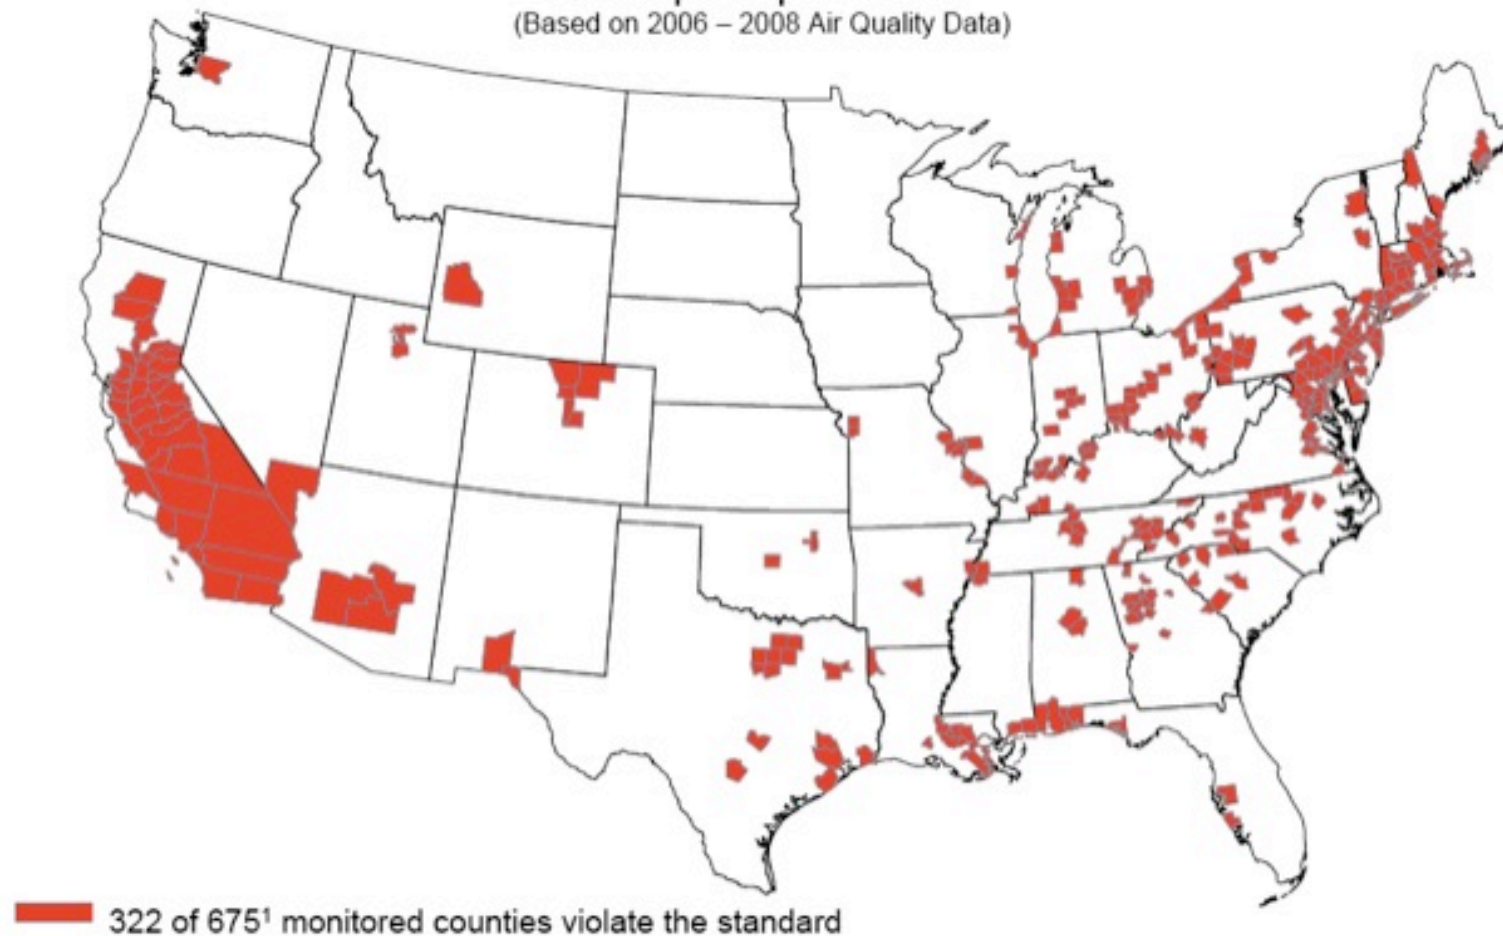 (Based on 2006 – 2008 Air Quality Data)
322 of 675¹ monitored counties violate the standard